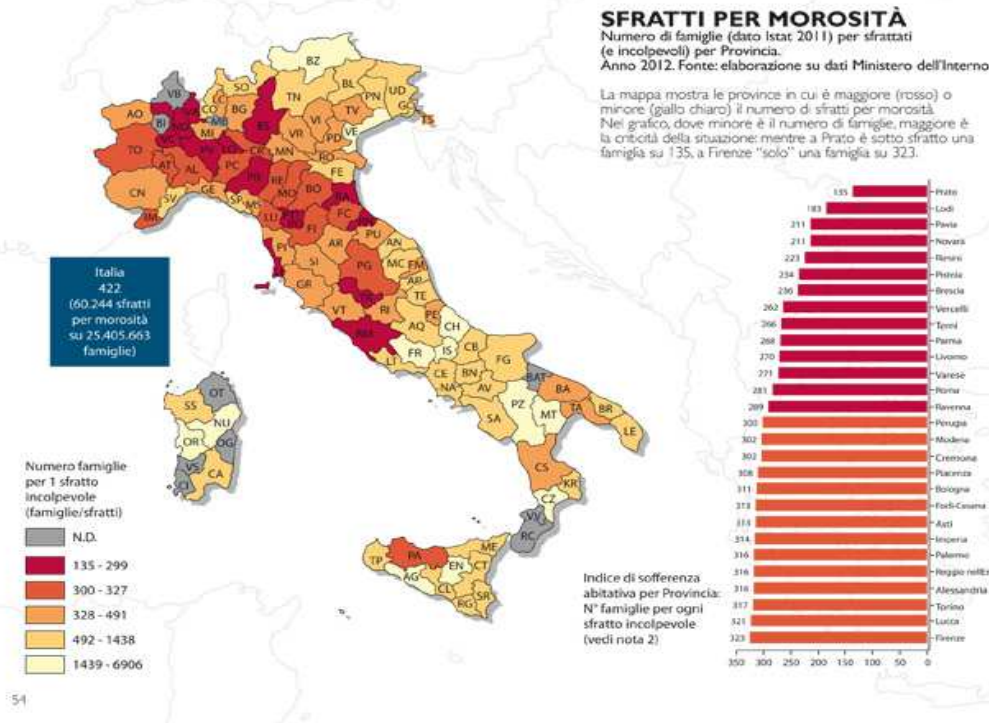 SFRATTI PER MOROSITÀ
Numero di famiglie (dato Istat 2011) per sfrattati
(e incolpevoli) per Provincia.
Anno 2012. Fonte: elaborazione su dati Ministero dell'Interno
La mappa mostra le province in cui è maggiore (rosso) o
minore (giallo chiaro) il numero di sfratti per morosità.
Nel grafico, dove minore è il numero di famiglie, maggiore è
la criticità della situazione: mentre a Prato è sotto sfratto una
famiglia su 135, a Firenze "solo" una famiglia su 323.
BZ
VB
SO
BL
TN
PN
UD
AO
LC
CO
BG
TV
G
TS
BI
MB
BS
VI
VR
VE
NO
MI
PD
TO
VC
PV
LO
CR
MN
RO
AT
AL
PC
PR
RE
FE
CN
GE
MO
BO
RA
SV
SP
MS
IM
LU
PT
FC
FI
PU
PI
AR
AN
SI
MC
FM
PG
AP
GR
TE
VT
TR
RI
PE
RM
AQ
CH
FR
IS
CB
LT
FG
CE
BN
BAT
NA
AV
BA
SA
PZ
MT
TA
BR
LE
CS
KR
CZ
VV
RC
OT
SS
NU
OR
OG
VS
CA
CI
TP
PA
ME
AG
EN
CT
CL
SR
RG
Italia
422
(60.244 sfratti
per morosità
su 25.405.663
famiglie)
Numero famiglie
per 1 sfratto
incolpevole
(famiglie/sfratti)
N.D.
135 - 299
300 - 327
328 - 491
492 - 1438
1439 - 6906
135 Prato
183 Lodi
211 Pavia
211 Novara
223 Rimini
234 Pistoia
236 Brescia
262 Vercelli
266 Terni
268 Parma
270 Livorno
271 Varese
281 Roma
289 Ravenna
300 Perugia
302 Modena
302 Cremona
308 Piacenza
311 Bologna
313 Forlì-Cesena
313 Asti
314 Imperia
316 Palermo
316 Reggio nell'E
316 Alessandria
317 Torino
321 Lucca
323 Firenze
350 300 250 200 150 100 50 0
Indice di sofferenza
abitativa per Provincia:
N° famiglie per ogni
sfratto incolpevole
(vedi nota 2)
54